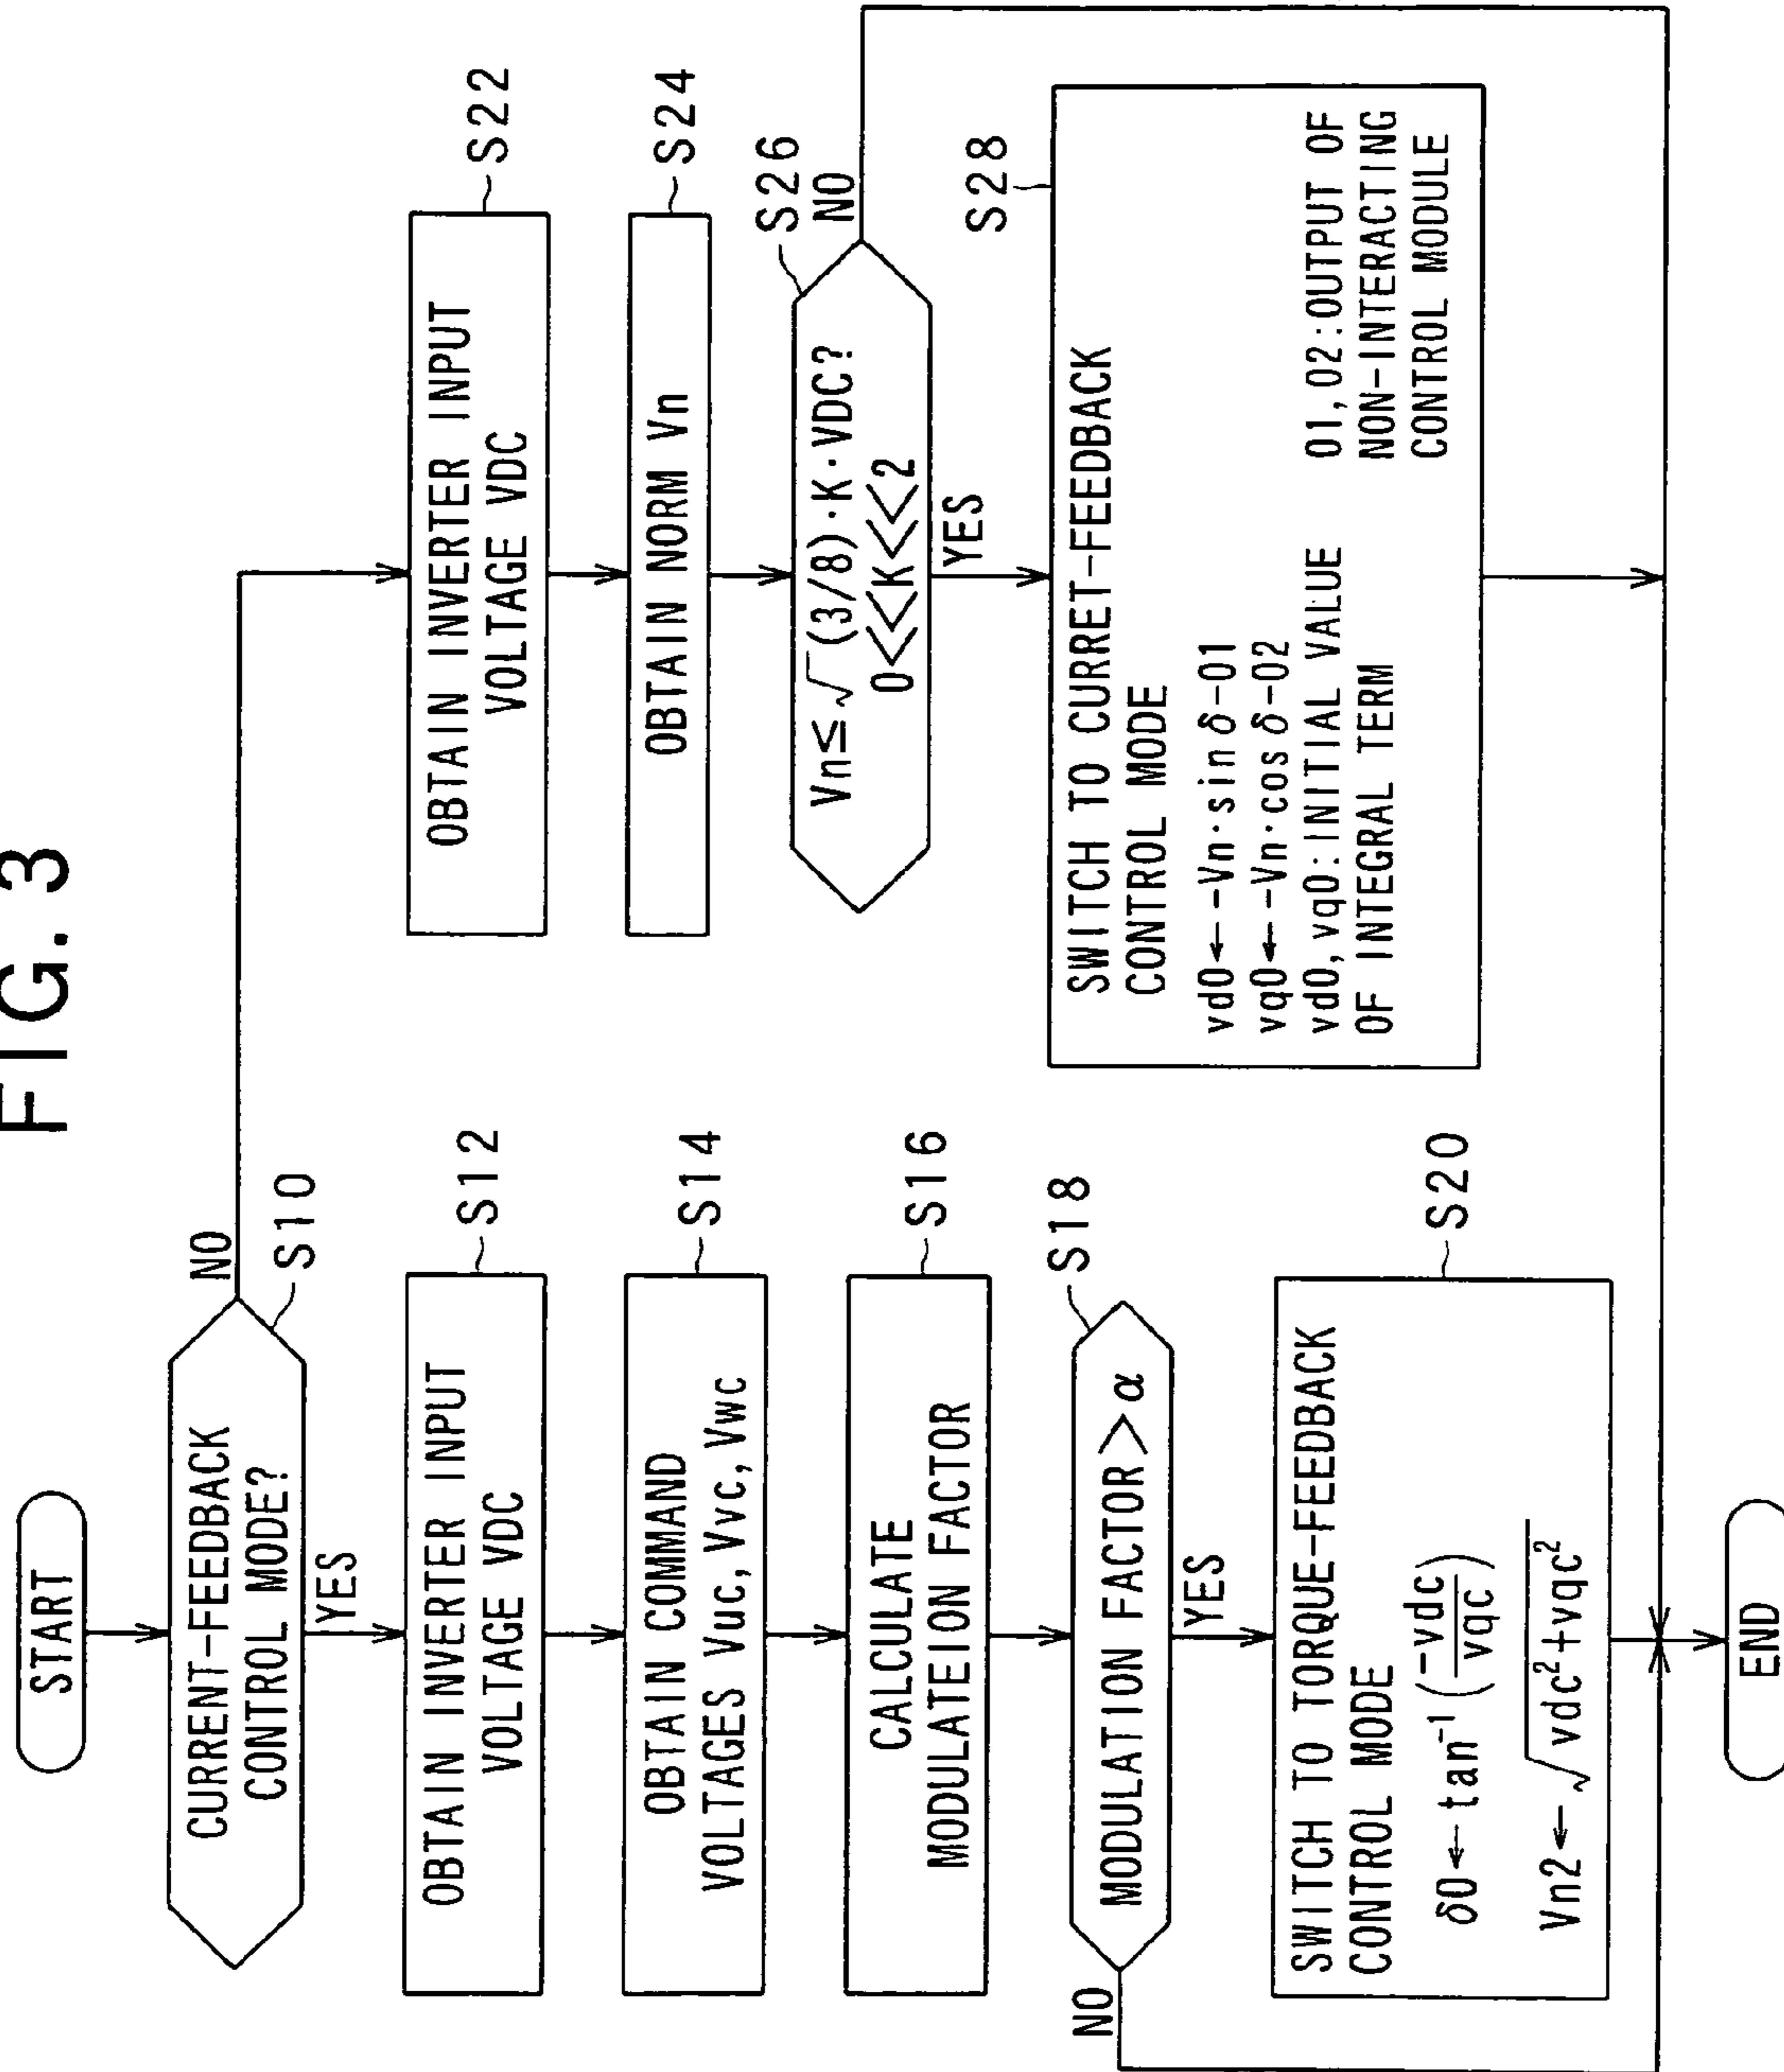 FIG. 3
START
CURRENT-FEEDBACK
CONTROL MODE?
NO
S10
YES
OBTAIN INVERTER INPUT
VOLTAGE VDC
S12
OBTAIN COMMAND
VOLTAGES Vuc, Vvc, Vwc
S14
CALCULATE
MODULATEION FACTOR
S16
MODULATION FACTOR>α
S18
NO
YES
SWITCH TO TORQUE-FEEDBACK
CONTROL MODE
δ0←tan⁻¹(-vdc/vqc)
Vn2←√vdc²+vqc²
S20
END
OBTAIN INVERTER INPUT
VOLTAGE VDC
S22
OBTAIN NORM Vn
S24
Vn≤√(3/8)·K·VDC?
0<<K<<2
S26
NO
YES
SWITCH TO CURRET-FEEDBACK
CONTROL MODE
vd0←-Vn·sinδ-01
vq0←-Vn·cosδ-02
vd0, vq0:INITIAL VALUE
OF INTEGRAL TERM
01, 02:OUTPUT OF
NON-INTERACTING
CONTROL MODULE
S28